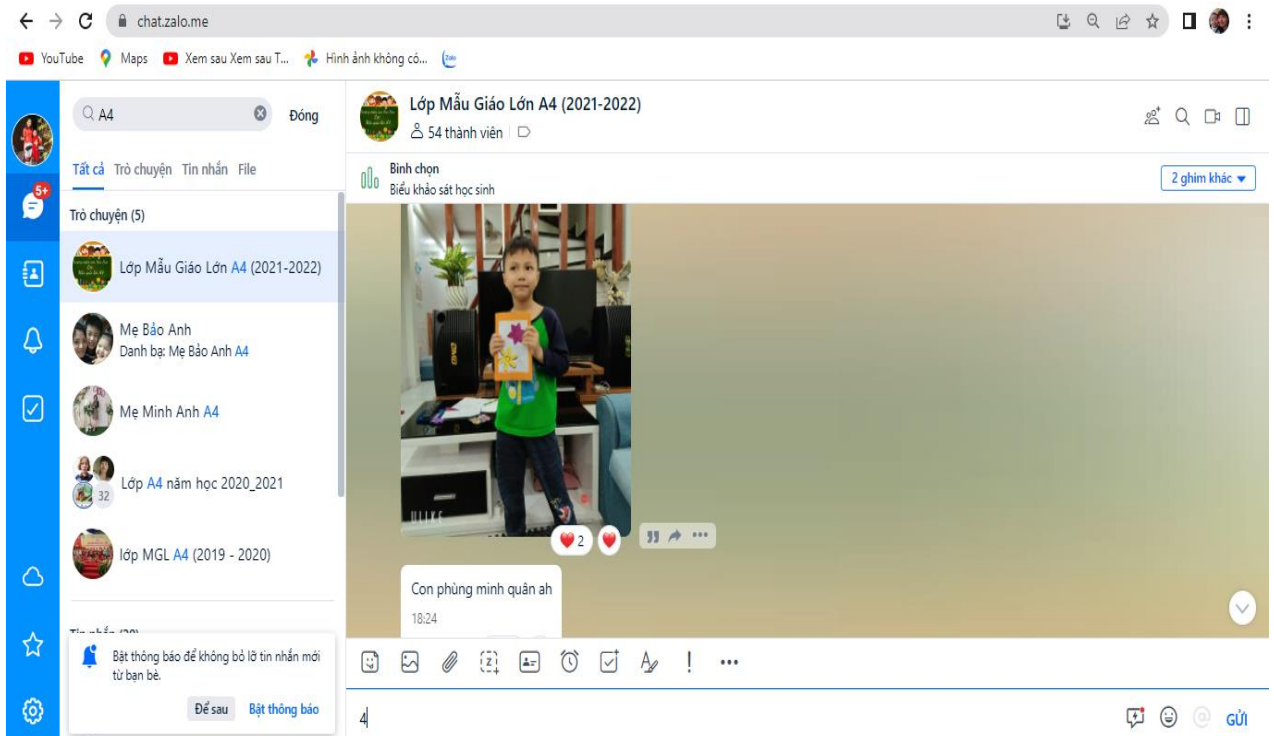 chat.zalo.me
YouTube
Maps
Xem sau Xem sau T...
Hình ảnh không có...
Zalo
A4
Đóng
Tất cả Trò chuyện Tin nhắn File
Trò chuyện (5)
Lớp Mẫu Giáo Lớn A4 (2021-2022)
Mẹ Bảo Anh
Danh bạ: Mẹ Bảo Anh A4
Mẹ Minh Anh A4
32
Lớp A4 năm học 2020_2021
lớp MGL A4 (2019 - 2020)
5+
Bật thông báo để không bỏ lỡ tin nhắn mới
từ bạn bè.
Để sau Bật thông báo
Lớp Mẫu Giáo Lớn A4 (2021-2022)
54 thành viên
Bình chọn
Biểu khảo sát học sinh
2 ghim khác
ULIKE
2
Con phùng minh quân ah
18:24
4
GỬI